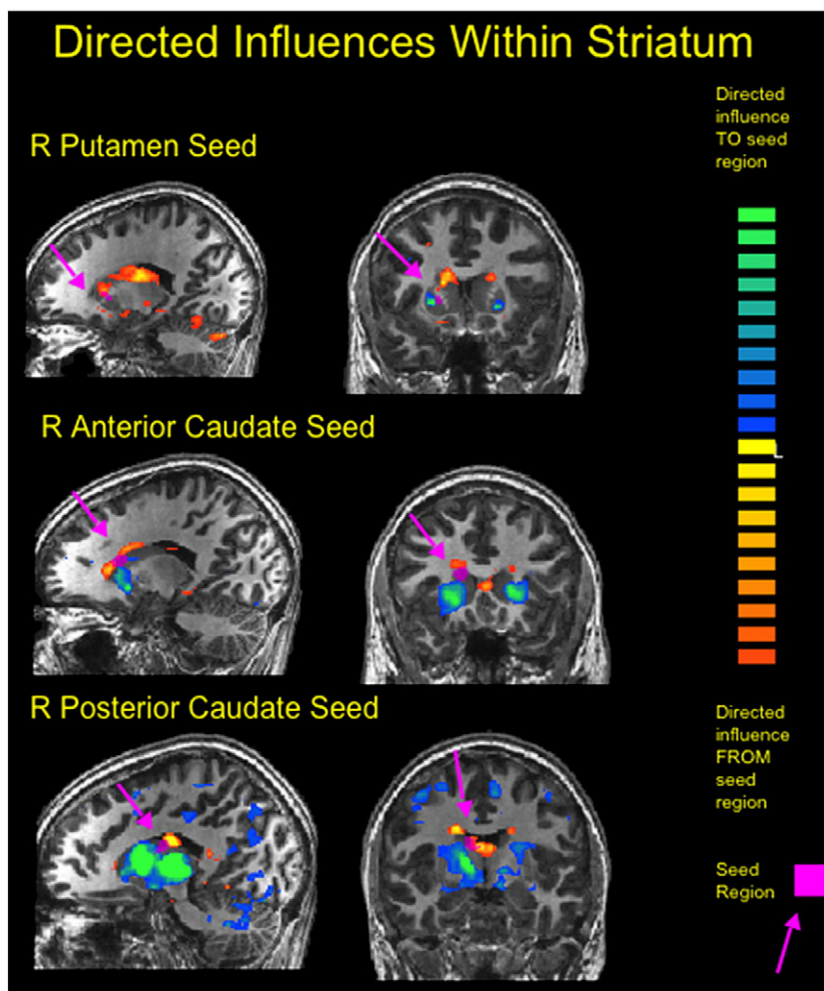 Directed Influences Within Striatum
Directed
influence
TO seed
region
R Putamen Seed
R Anterior Caudate Seed
R Posterior Caudate Seed
Directed
influence
FROM
seed
region
Seed
Region